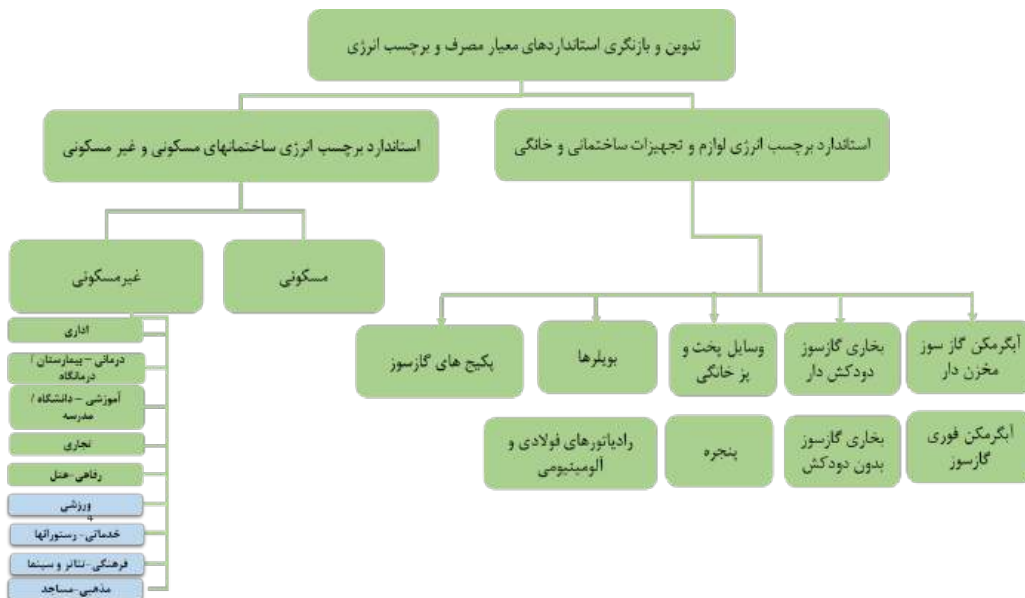 تدوین و بازنگری استانداردهای معیار مصرف و برچسب انرژی
استاندارد برچسب انرژی لوازم و تجهیزات ساختمانی و خانگی
استاندارد برچسب انرژی ساختمانهای مسکونی و غیر مسکونی
مسکونی
غیرمسکونی
آبگرمکن گاز سوز
مخزن دار
بخاری گازسوز
دودکش دار
وسایل پخت و
پز خانگی
بویلرها
پکیج های گازسوز
آبگرمکن فوری
گازسوز
بخاری گازسوز
بدون دودکش
پنجره
رادیاتورهای فولادی و
آلومینیومی
اداری
درمانی – بیمارستان /
درمانگاه
آموزشی – دانشگاه /
مدرسه
تجاری
رفاهی-هتل
ورزشی
4
خدماتی- رستورانها
فرهنگی-تئاتر و سینما
مذهبی-مساجد